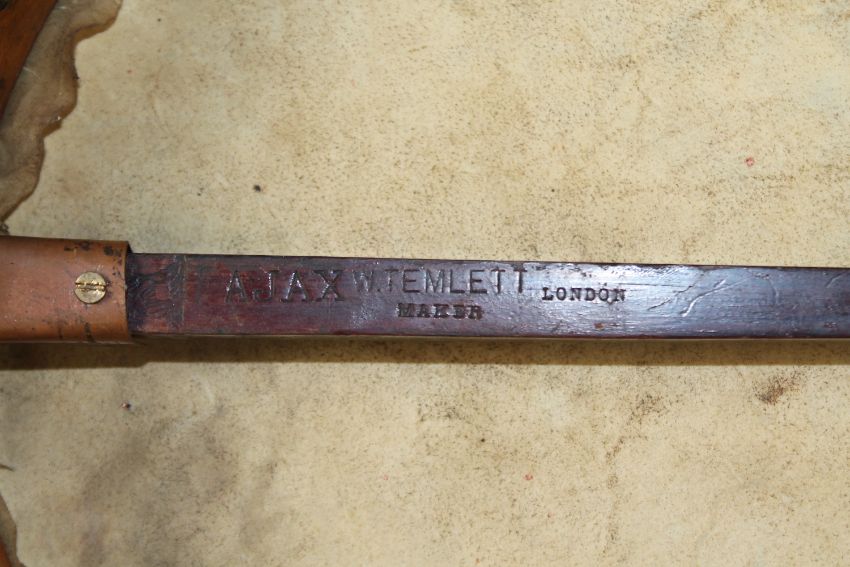 AJAX W. TEMLETT LONDON
MAKER